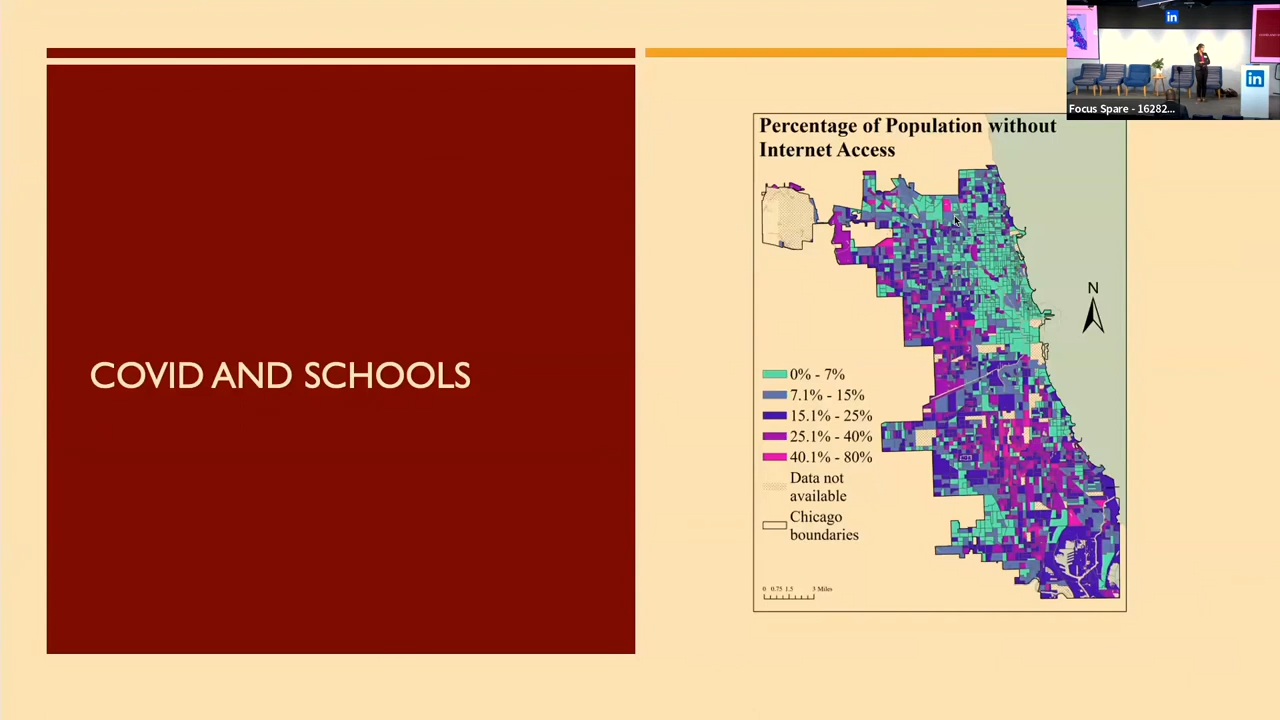 COVID AND SCHOOLS
Percentage of Population without
Internet Access
N
0% - 7%
7.1% - 15%
15.1% - 25%
25.1% - 40%
40.1% - 80%
Data not
available
Chicago
boundaries
0 0.75 1.5 3 Miles
in
in
Focus Spare - 16282...